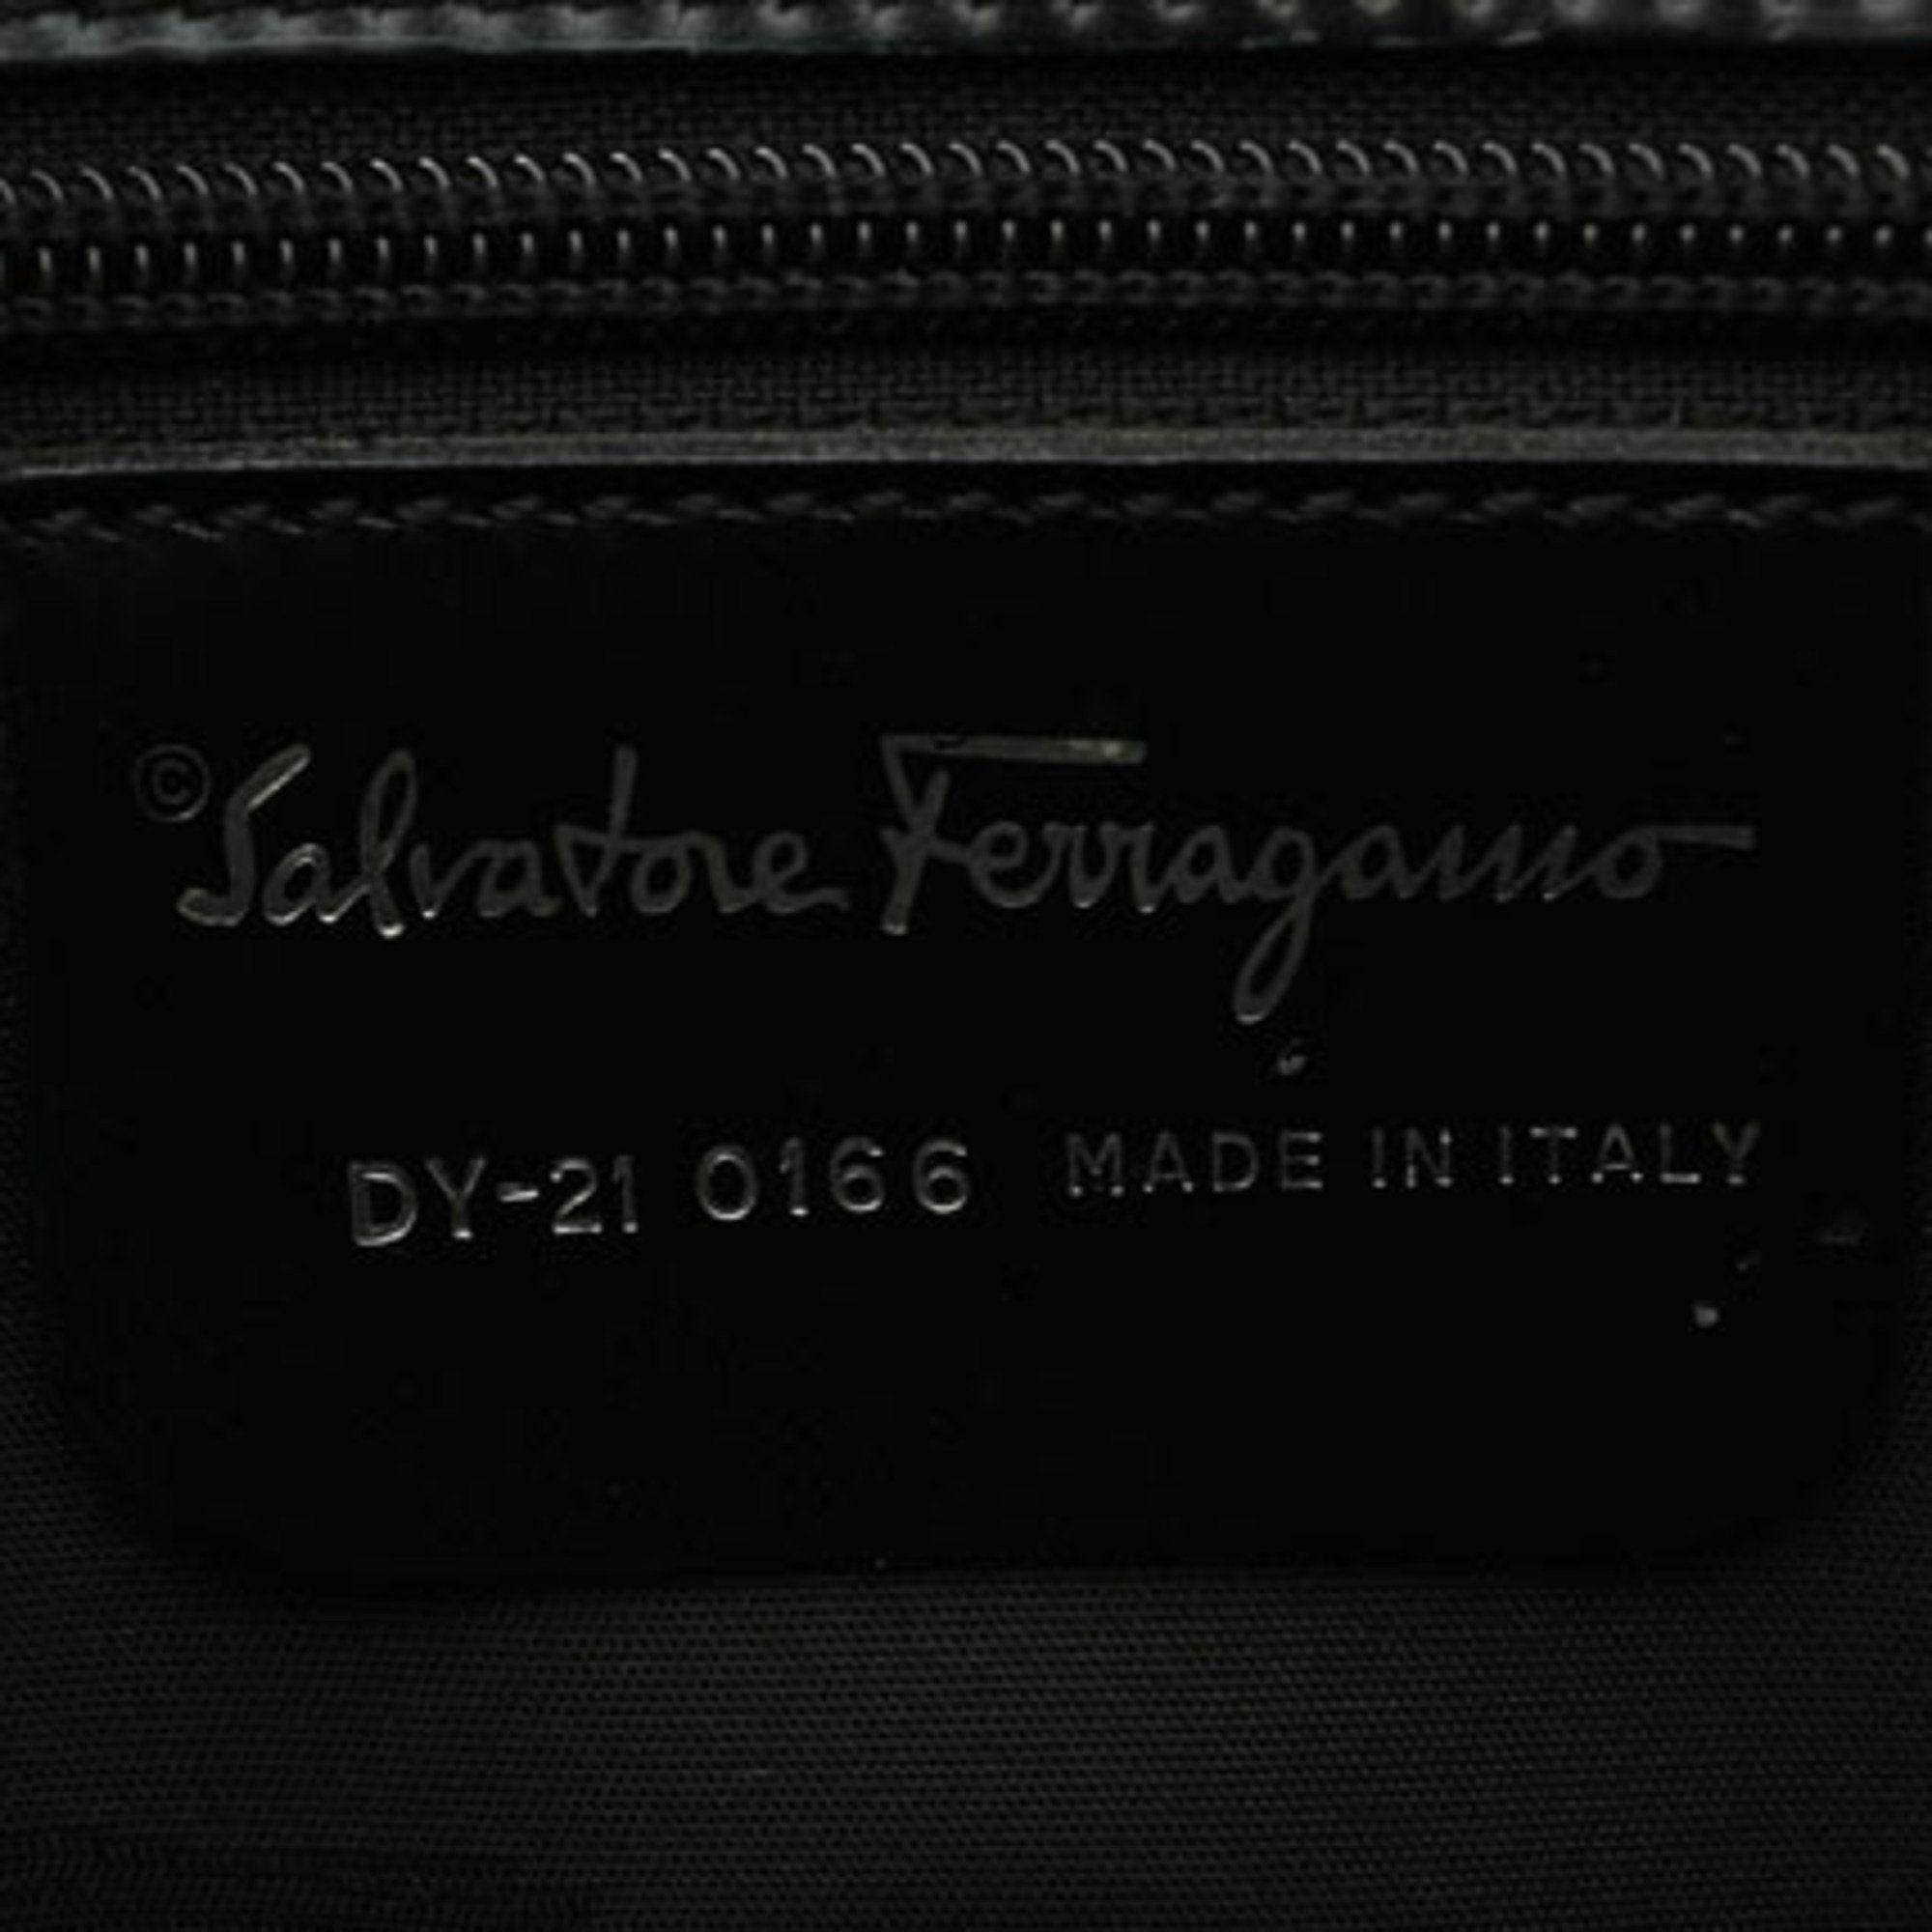 ©Salvatore Ferragamo
DY-21 0166 MADE IN ITALY